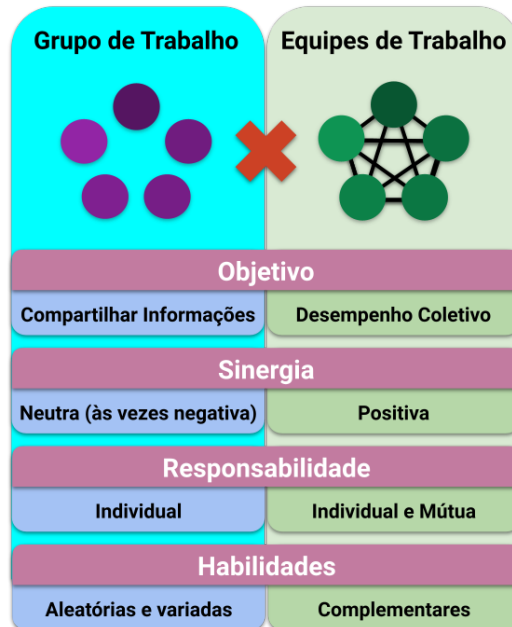 Grupo de Trabalho
Equipes de Trabalho
Objetivo
Compartilhar Informações
Desempenho Coletivo
Sinergia
Neutra (às vezes negativa)
Positiva
Responsabilidade
Individual
Individual e Mútua
Habilidades
Aleatórias e variadas
Complementares